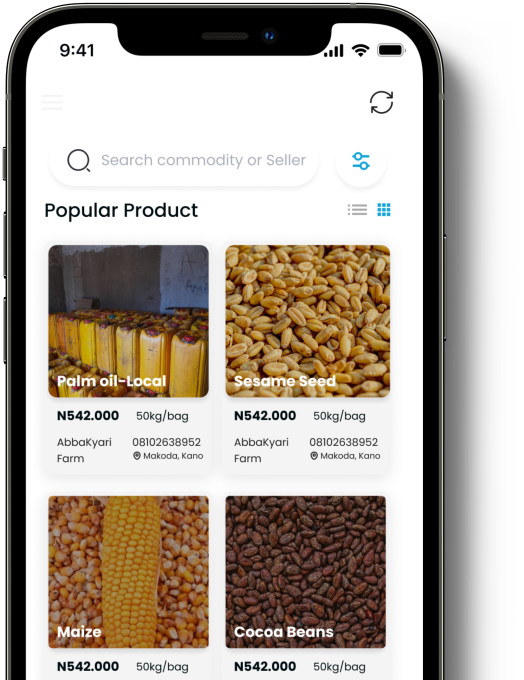 9:41
Search commodity or Seller
Popular Product
Palm oil-Local
Sesame Seed
N542.000 50kg/bag
N542.000 50kg/bag
AbbaKyari Farm
08102638952
Makoda, Kano
AbbaKyari Farm
08102638952
Makoda, Kano
Maize
Cocoa Beans
N542.000 50kg/bag
N542.000 50kg/bag